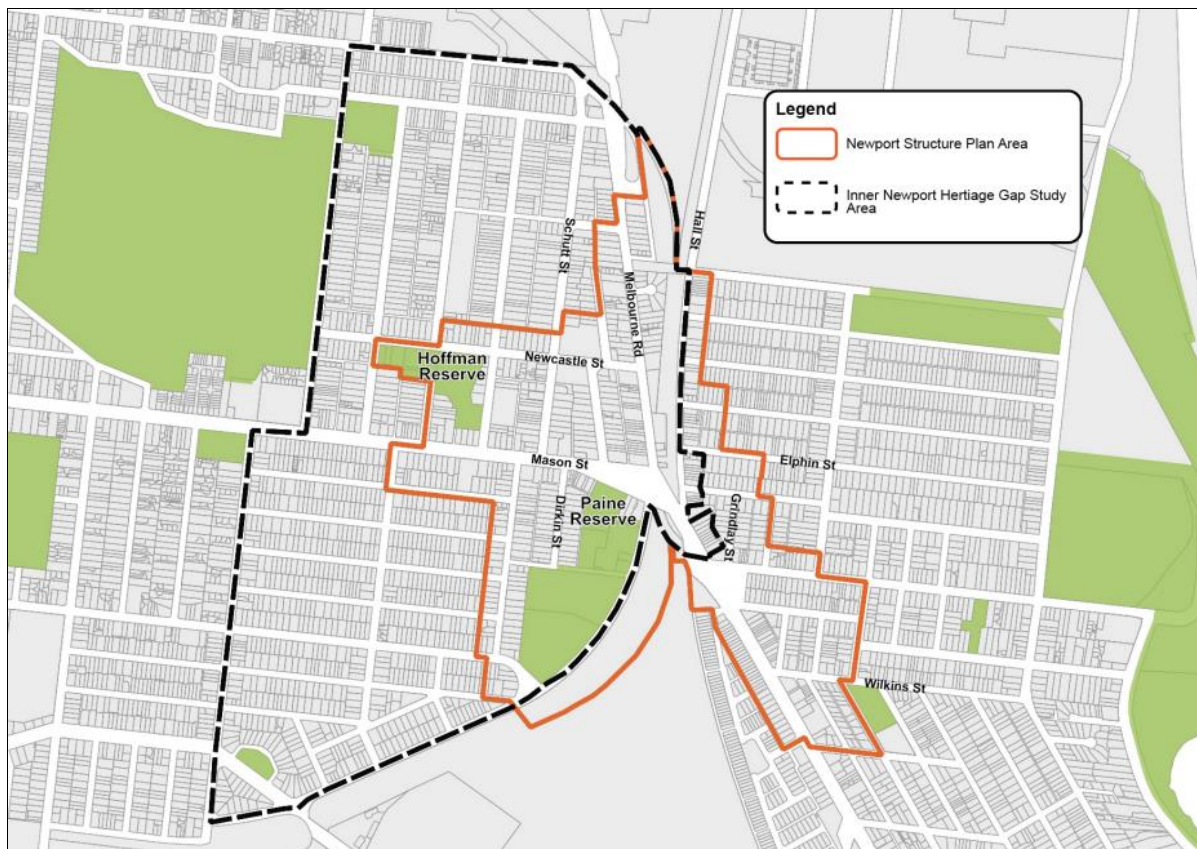 Legend
Newport Structure Plan Area
Inner Newport Hertiage Gap Study
Area
Hall St
Schutt St
Melbourne Rd
Hoffman
Reserve
Newcastle St
Mason St
Elphin St
Paine
Reserve
Dirkin St
Grindlay St
Wilkins St